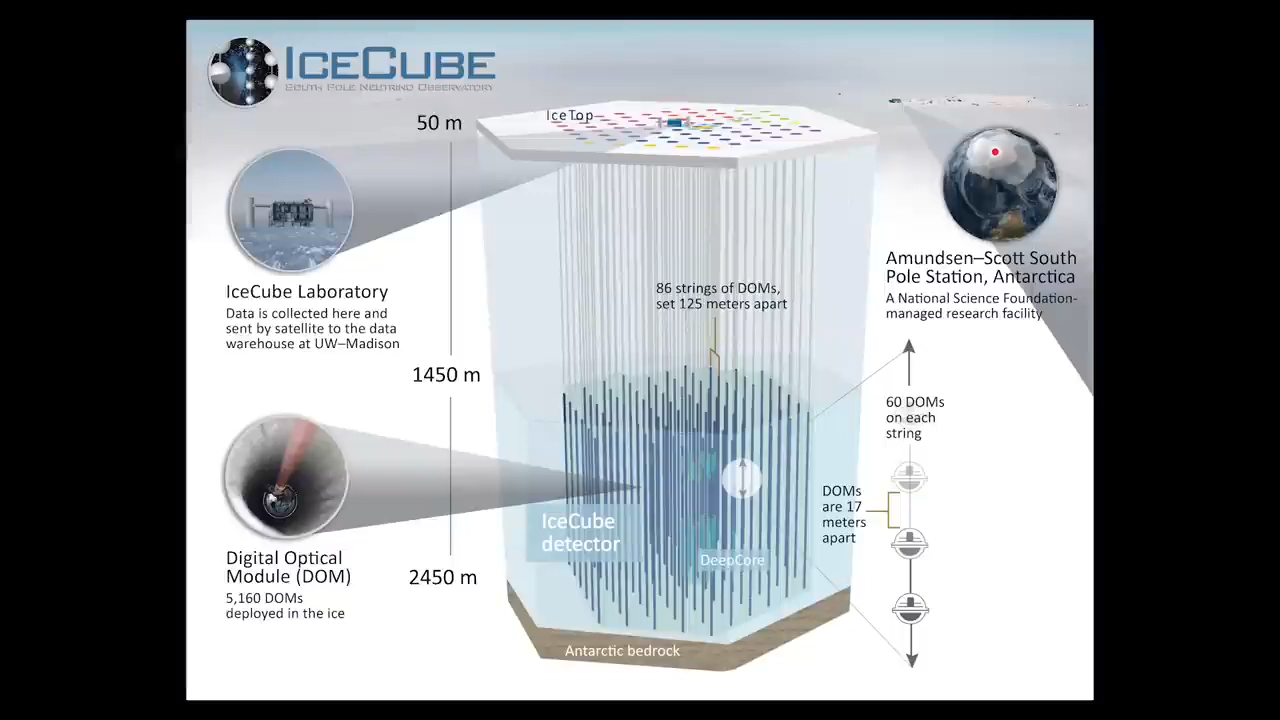 ICECUBE
SOUTH POLE NEUTRINO OBSERVATORY
50 m
IceTop
IceCube Laboratory
Data is collected here and
sent by satellite to the data
warehouse at UW–Madison
Amundsen–Scott South
Pole Station, Antarctica
A National Science Foundation-
managed research facility
86 strings of DOMs,
set 125 meters apart
1450 m
60 DOMs
on each
string
DOMs
are 17
meters
apart
IceCube
detector
DeepCore
Digital Optical
Module (DOM)
5,160 DOMs
deployed in the ice
2450 m
Antarctic bedrock